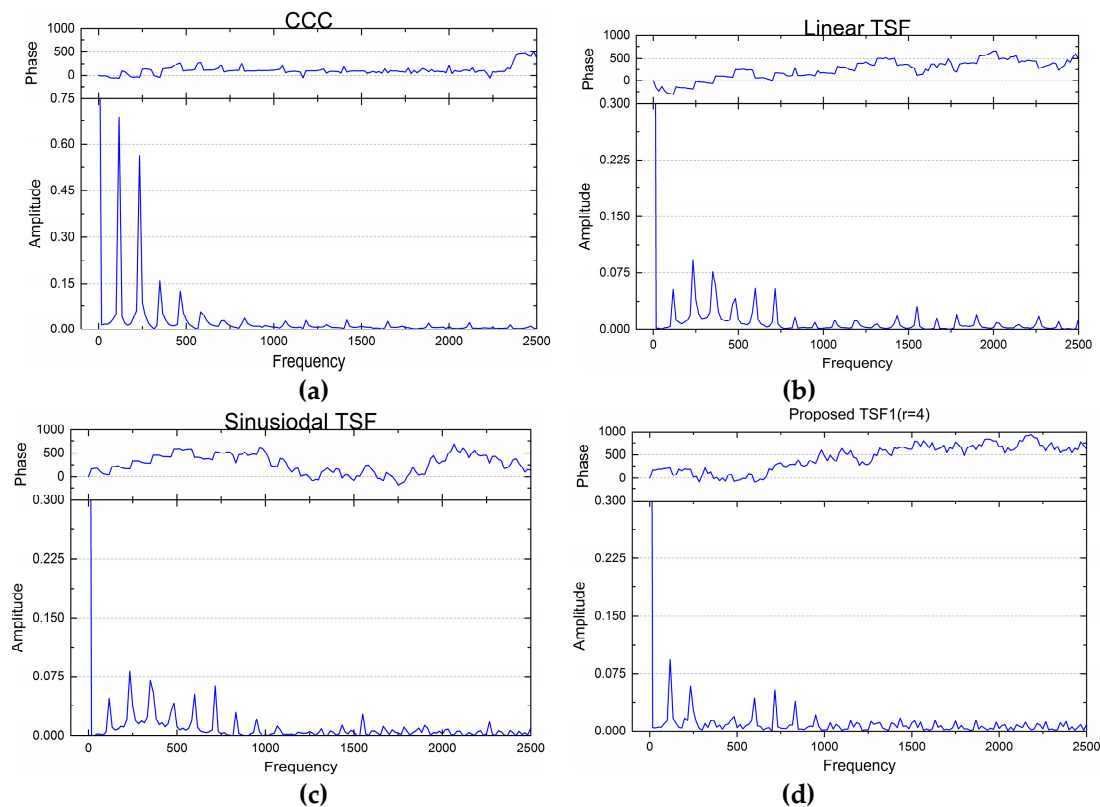 CCC
1000
500
0
Phase
0.75
0.60
0.45
0.30
0.15
0.00
Amplitude
0 500 1000 1500 2000 2500
Frequency
(a)
Linear TSF
1000
500
0
Phase
0.300
0.225
0.150
0.075
0.000
Amplitude
0 500 1000 1500 2000 2500
Frequency
(b)
Sinusiodal TSF
1000
500
0
Phase
0.300
0.225
0.150
0.075
0.000
Amplitude
0 500 1000 1500 2000 2500
Frequency
(c)
Proposed TSF1(r=4)
1000
500
0
Phase
0.300
0.225
0.150
0.075
0.000
Amplitude
0 500 1000 1500 2000 2500
Frequency
(d)